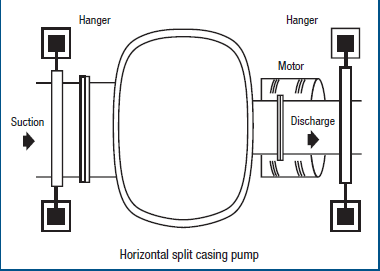 Hanger
Hanger
Motor
Suction
Discharge
Horizontal split casing pump